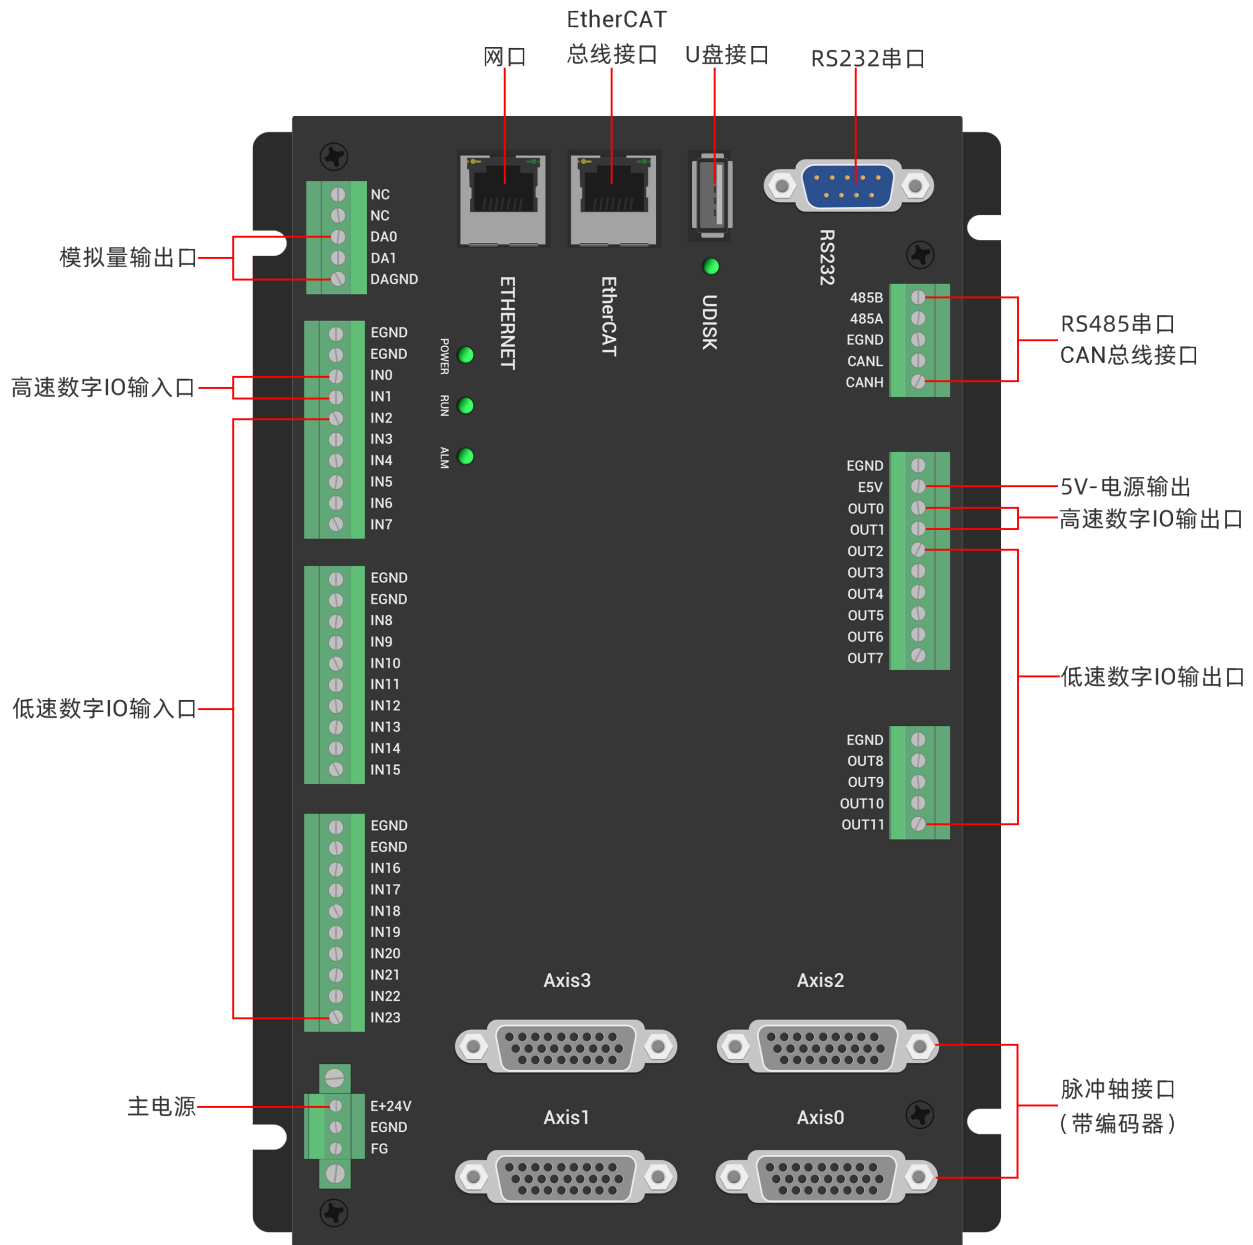 EtherCAT
总线接口
网口
U盘接口
RS232串口
NC
NC
DA0
DA1
DAGND
模拟量输出口
ETHERNET
EtherCAT
UDISK
RS232
POWER
RUN
ALM
EGND
EGND
IN0
IN1
IN2
IN3
IN4
IN5
IN6
IN7
高速数字IO输入口
EGND
EGND
IN8
IN9
IN10
IN11
IN12
IN13
IN14
IN15
低速数字IO输入口
EGND
EGND
IN16
IN17
IN18
IN19
IN20
IN21
IN22
IN23
主电源
E+24V
EGND
FG
485B
485A
EGND
CANL
CANH
RS485串口
CAN总线接口
EGND
E5V
OUT0
OUT1
OUT2
OUT3
OUT4
OUT5
OUT6
OUT7
5V-电源输出
高速数字IO输出口
低速数字IO输出口
EGND
OUT8
OUT9
OUT10
OUT11
Axis3
Axis2
Axis1
Axis0
脉冲轴接口
(带编码器)